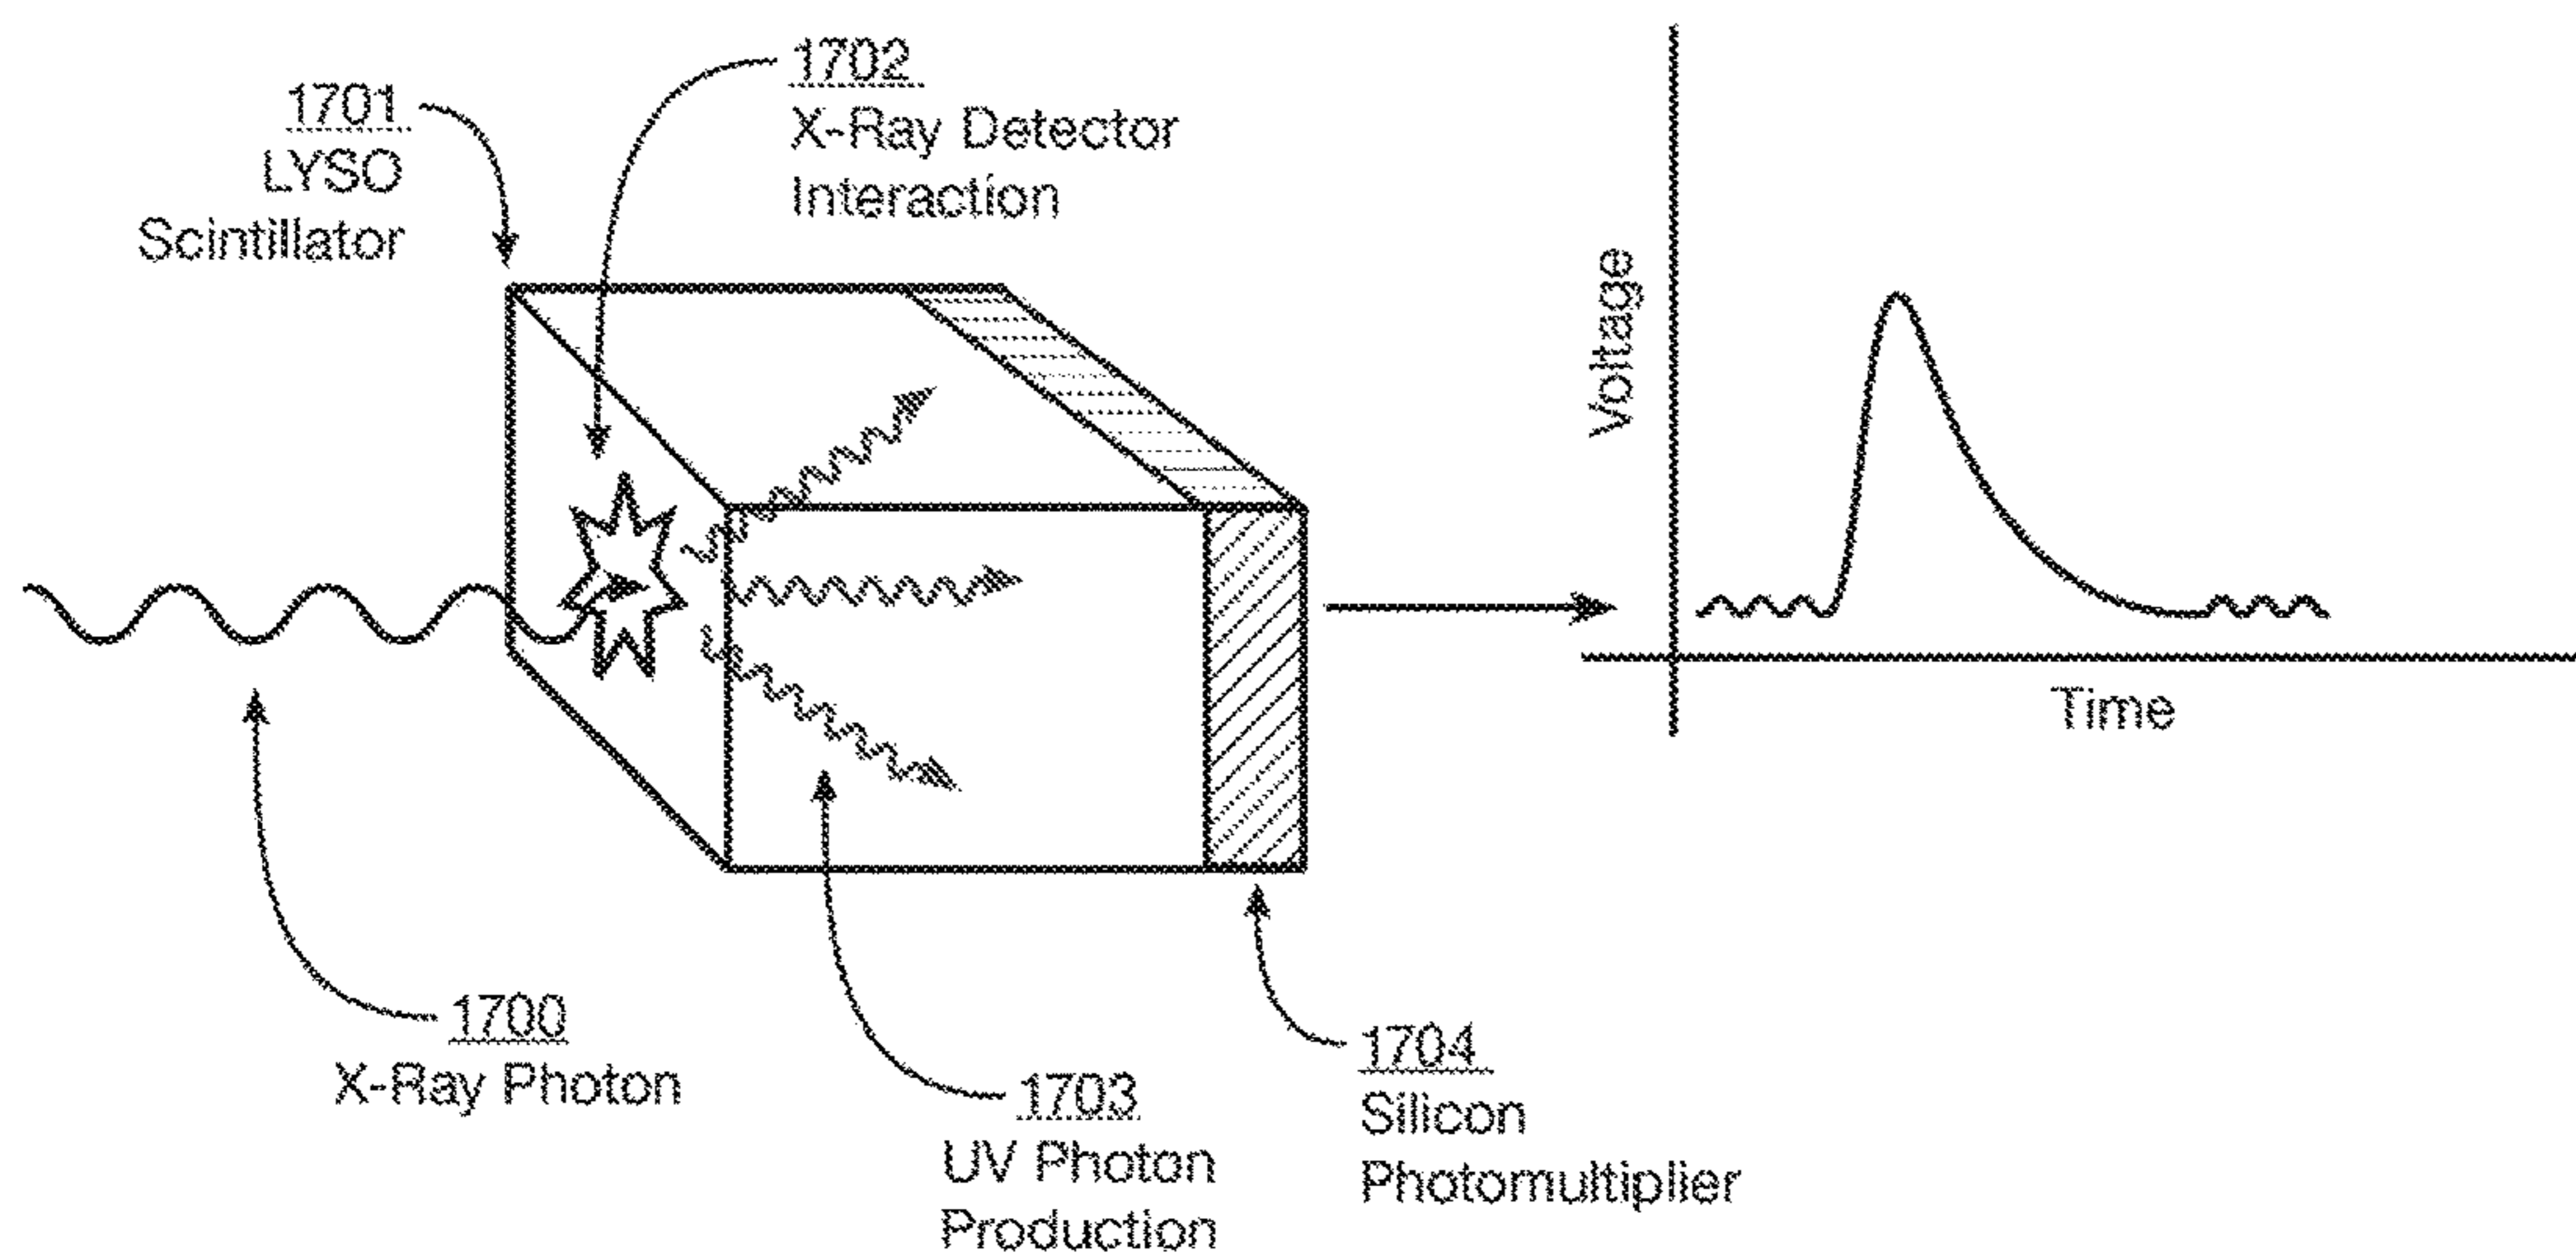 1701
LYSO
Scintillator
1702
X-Ray Detector
Interaction
Voltage
Time
1700
X-Ray Photon
1703
UV Photon
Production
1704
Silicon
Photomultiplier